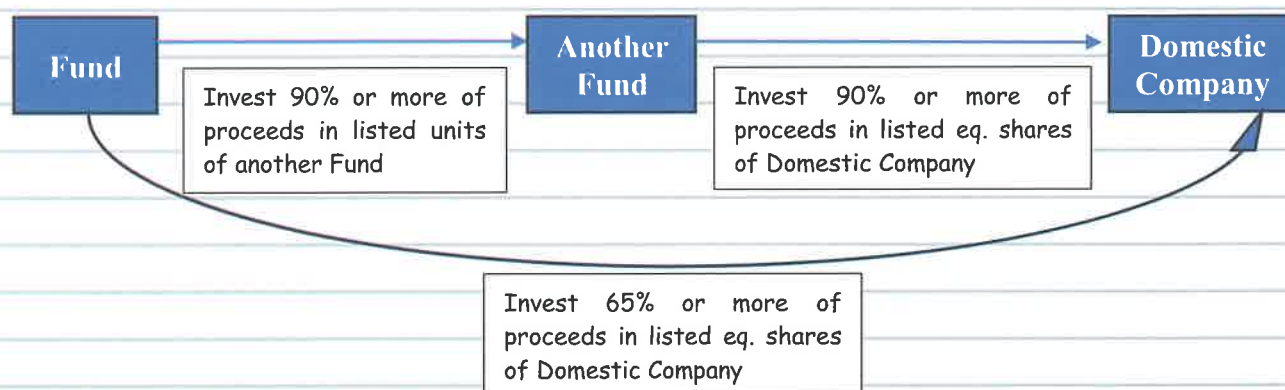 Fund
Another
Fund
Domestic
Company
Invest 90% or more of
proceeds in listed units
of another Fund
Invest 90% or more of
proceeds in listed eq. shares
of Domestic Company
Invest 65% or more of
proceeds in listed eq. shares
of Domestic Company